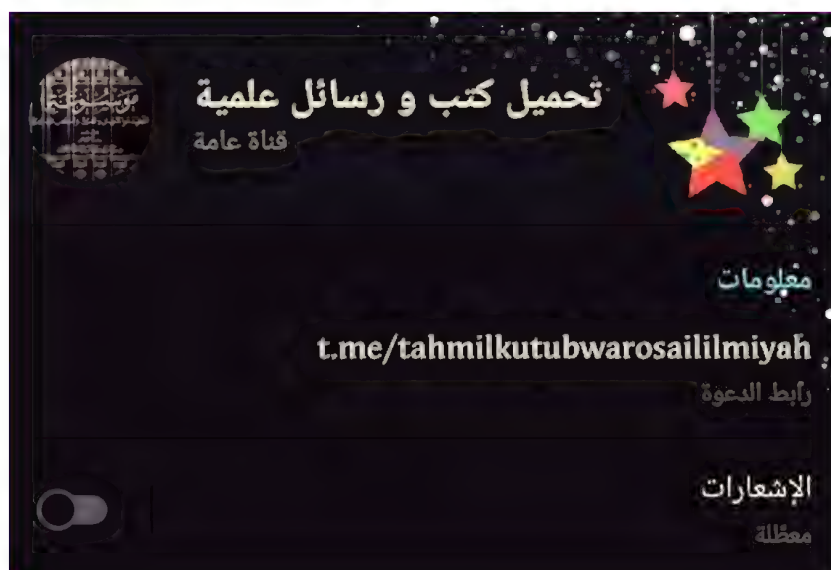 تحميل كتب و رسائل علمية
قناة عامة
معلومات
t.me/tahmilkutubwarosaililmiyah
رابط الدعوة
الإشعارات
معطّلة